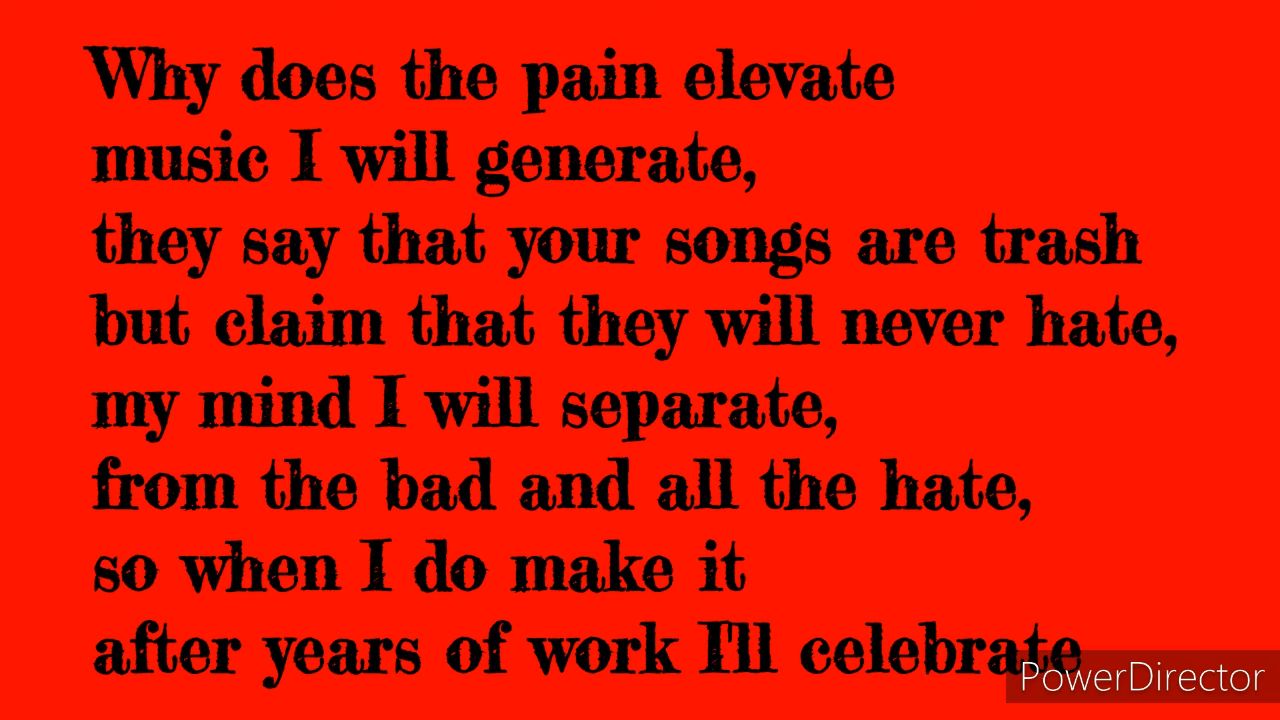 Why does the pain elevate
music I will generate,
they say that your songs are trash
but claim that they will never hate,
my mind I will separate,
from the bad and all the hate,
so when I do make it
after years of work I'll celebrate
PowerDirector